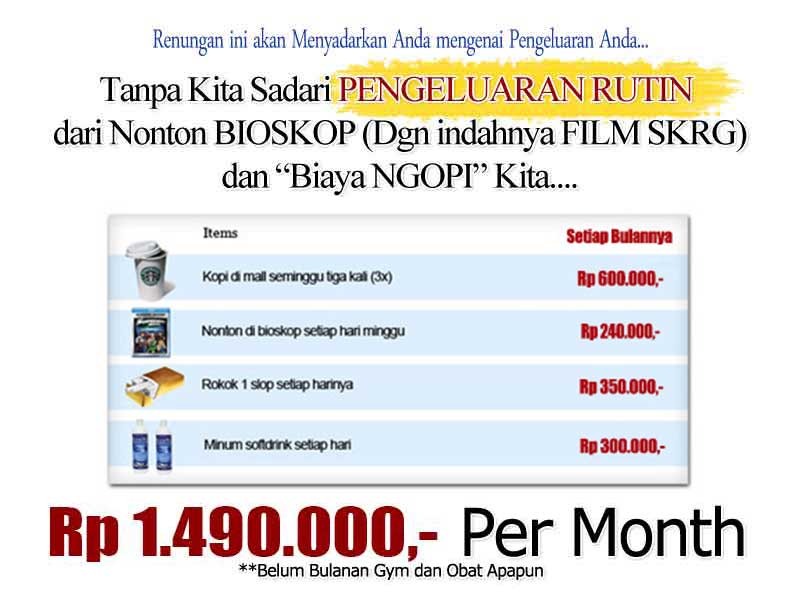 Renungan ini akan Menyadarkan Anda mengenai Pengeluaran Anda...
Tanpa Kita Sadari PENGELUARAN RUTIN
dari Nonton BIOSKOP (Dgn indahnya FILM SKRG)
dan “Biaya NGOPI” Kita....
Items Setiap Bulannya
Kopi di mall seminggu tiga kali (3x) Rp 600.000,-
Nonton di bioskop setiap hari minggu Rp 240.000,-
Rokok 1 slop setiap harinya Rp 350.000,-
Minum softdrink setiap hari Rp 300.000,-
Rp 1.490.000,- Per Month
**Belum Bulanan Gym dan Obat Apapun